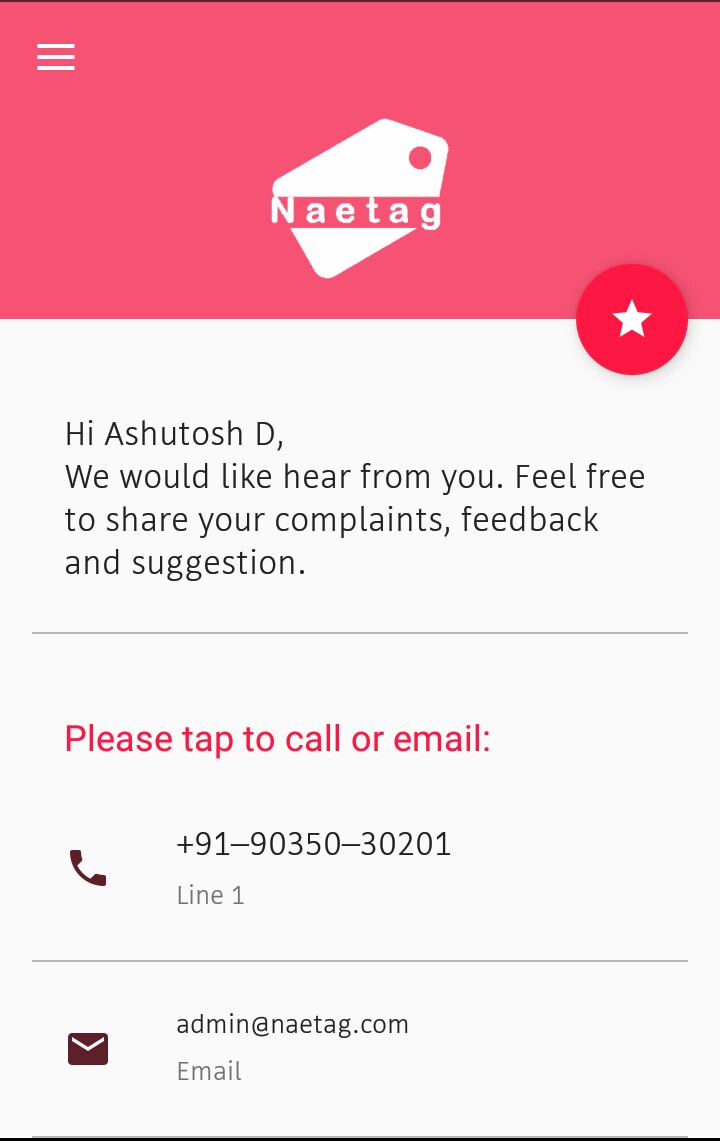 Naetag
Hi Ashutosh D,
We would like hear from you. Feel free
to share your complaints, feedback
and suggestion.
Please tap to call or email:
+91–90350–30201
Line 1
admin@naetag.com
Email